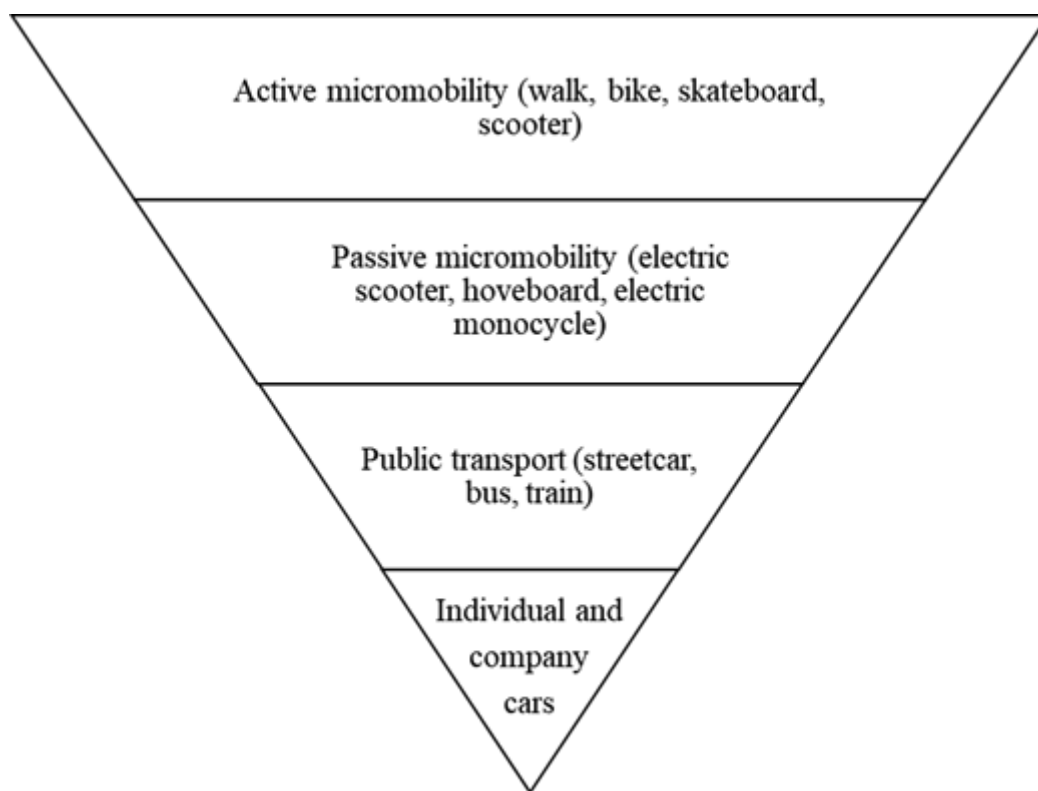 Active micromobility (walk, bike, skateboard,
scooter)
Passive micromobility (electric
scooter, hoveboard, electric
monocycle)
Public transport (streetcar,
bus, train)
Individual and
company
cars